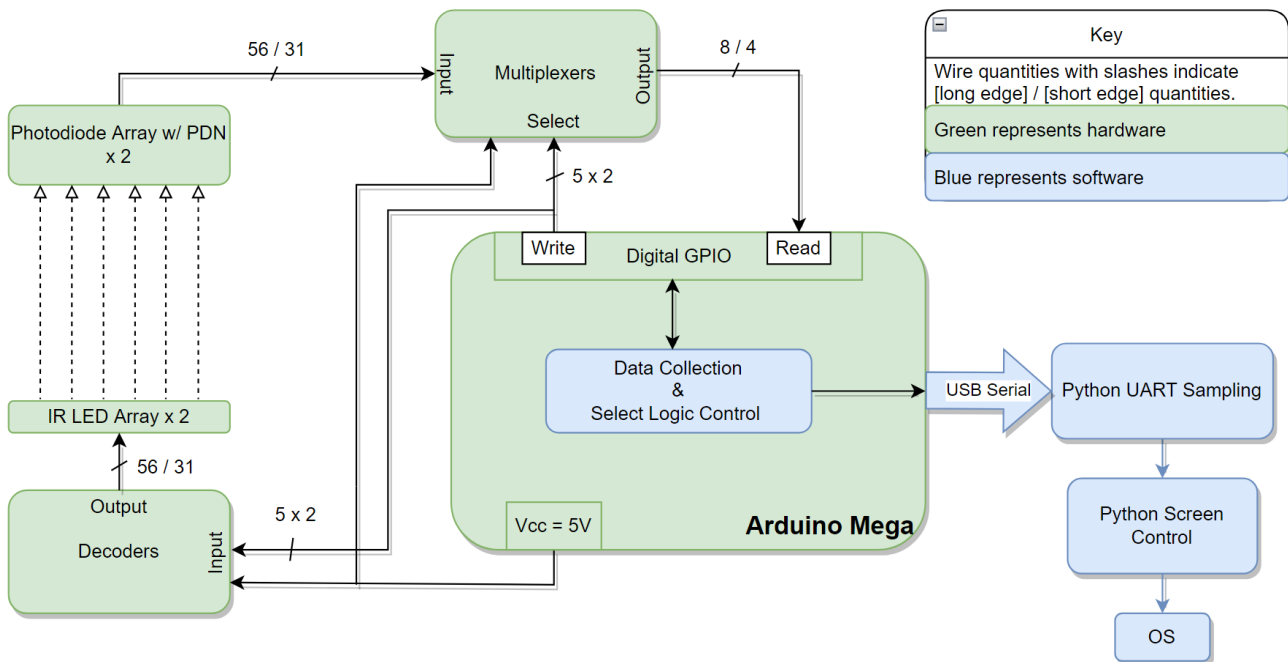 56 / 31
Multiplexers
Input
Output
Select
8 / 4
Key
Wire quantities with slashes indicate
[long edge] / [short edge] quantities.
Green represents hardware
Blue represents software
Photodiode Array w/ PDN
x 2
5 x 2
Write
Digital GPIO
Read
Data Collection
&
Select Logic Control
USB Serial
Python UART Sampling
IR LED Array x 2
56 / 31
Output
Decoders
Input
5 x 2
Vcc = 5V
Arduino Mega
Python Screen
Control
OS